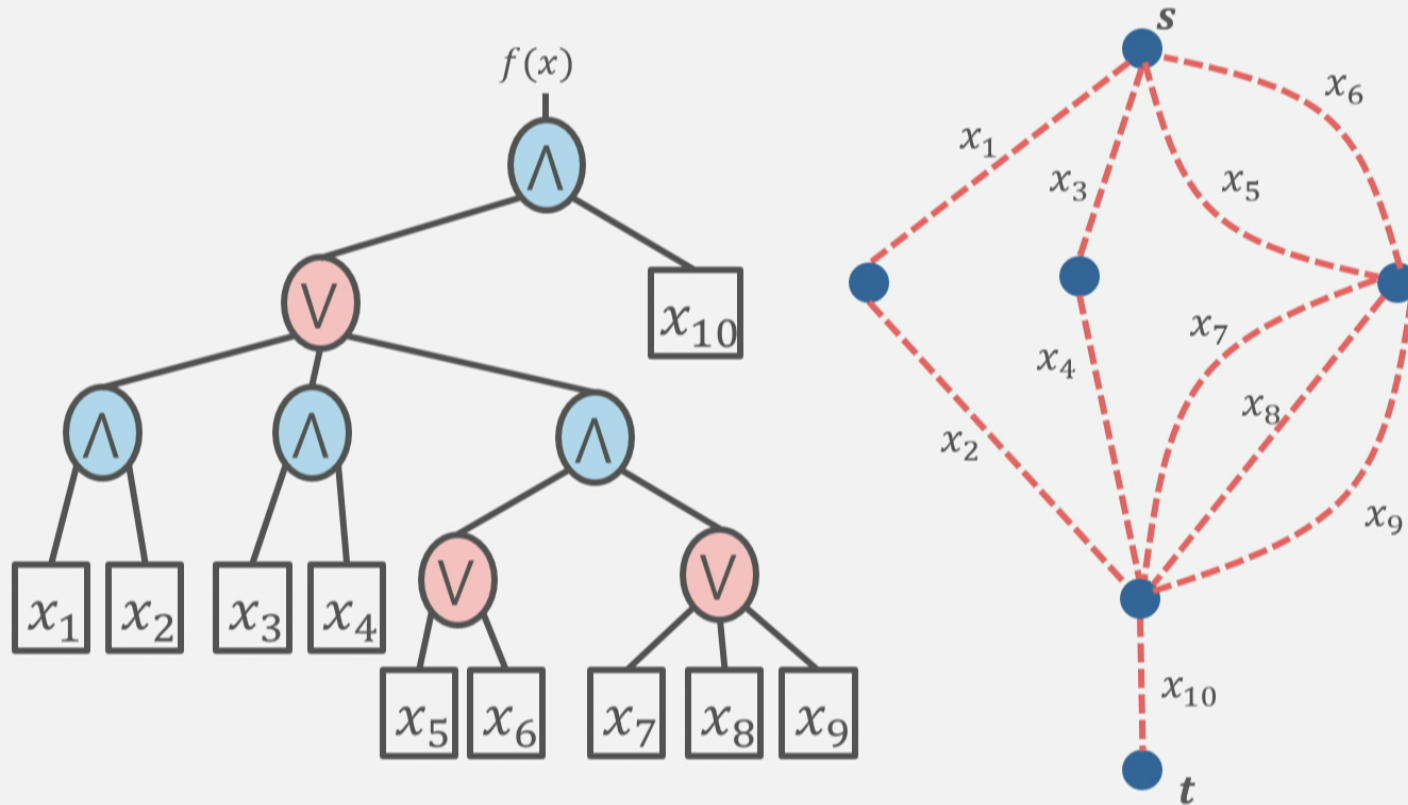 f(x)
∧
∨
x₁₀
∧
∧
∧
x₁
x₂
x₃
x₄
∨
∨
x₅
x₆
x₇
x₈
x₉
s
x₁
x₃
x₅
x₆
x₂
x₄
x₇
x₈
x₉
x₁₀
t